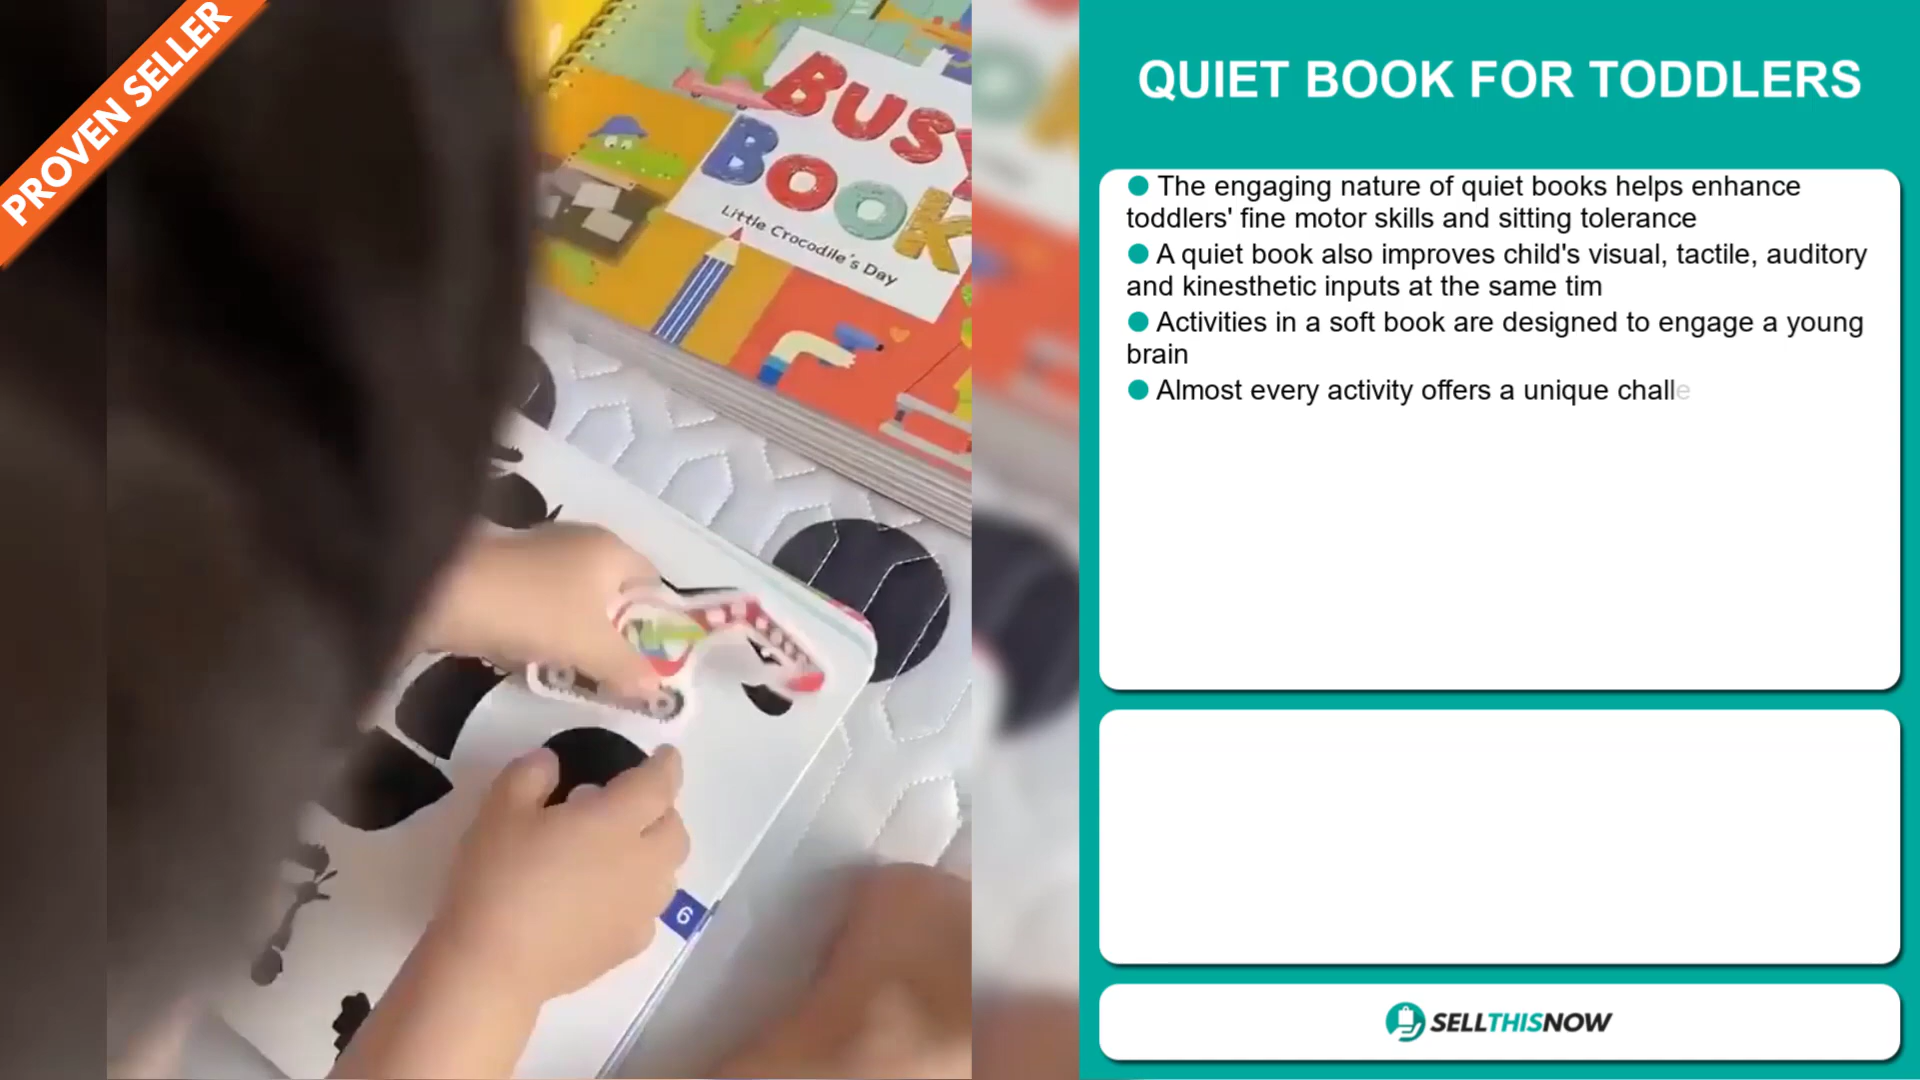 PROVEN SELLER
BUSY
BOOK
Little Crocodile's Day
6
QUIET BOOK FOR TODDLERS
● The engaging nature of quiet books helps enhance
toddlers' fine motor skills and sitting tolerance
● A quiet book also improves child's visual, tactile, auditory
and kinesthetic inputs at the same tim
● Activities in a soft book are designed to engage a young
brain
● Almost every activity offers a unique challe
SELLTHISNOW